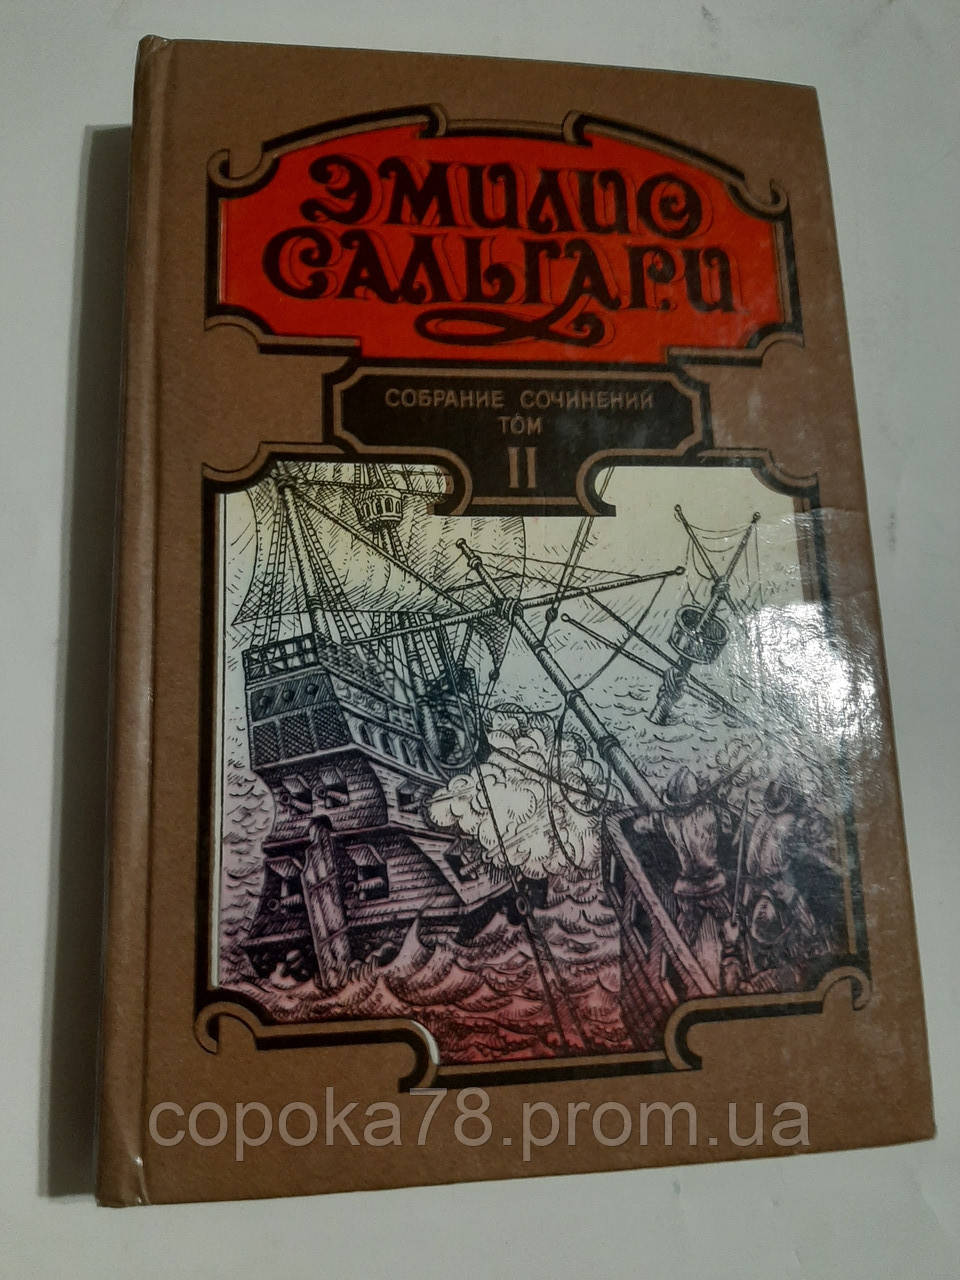 ЭМИЛИО
САЛЬГАРИ
СОБРАНИЕ СОЧИНЕНИЙ
ТОМ
II
copoka78.prom.ua